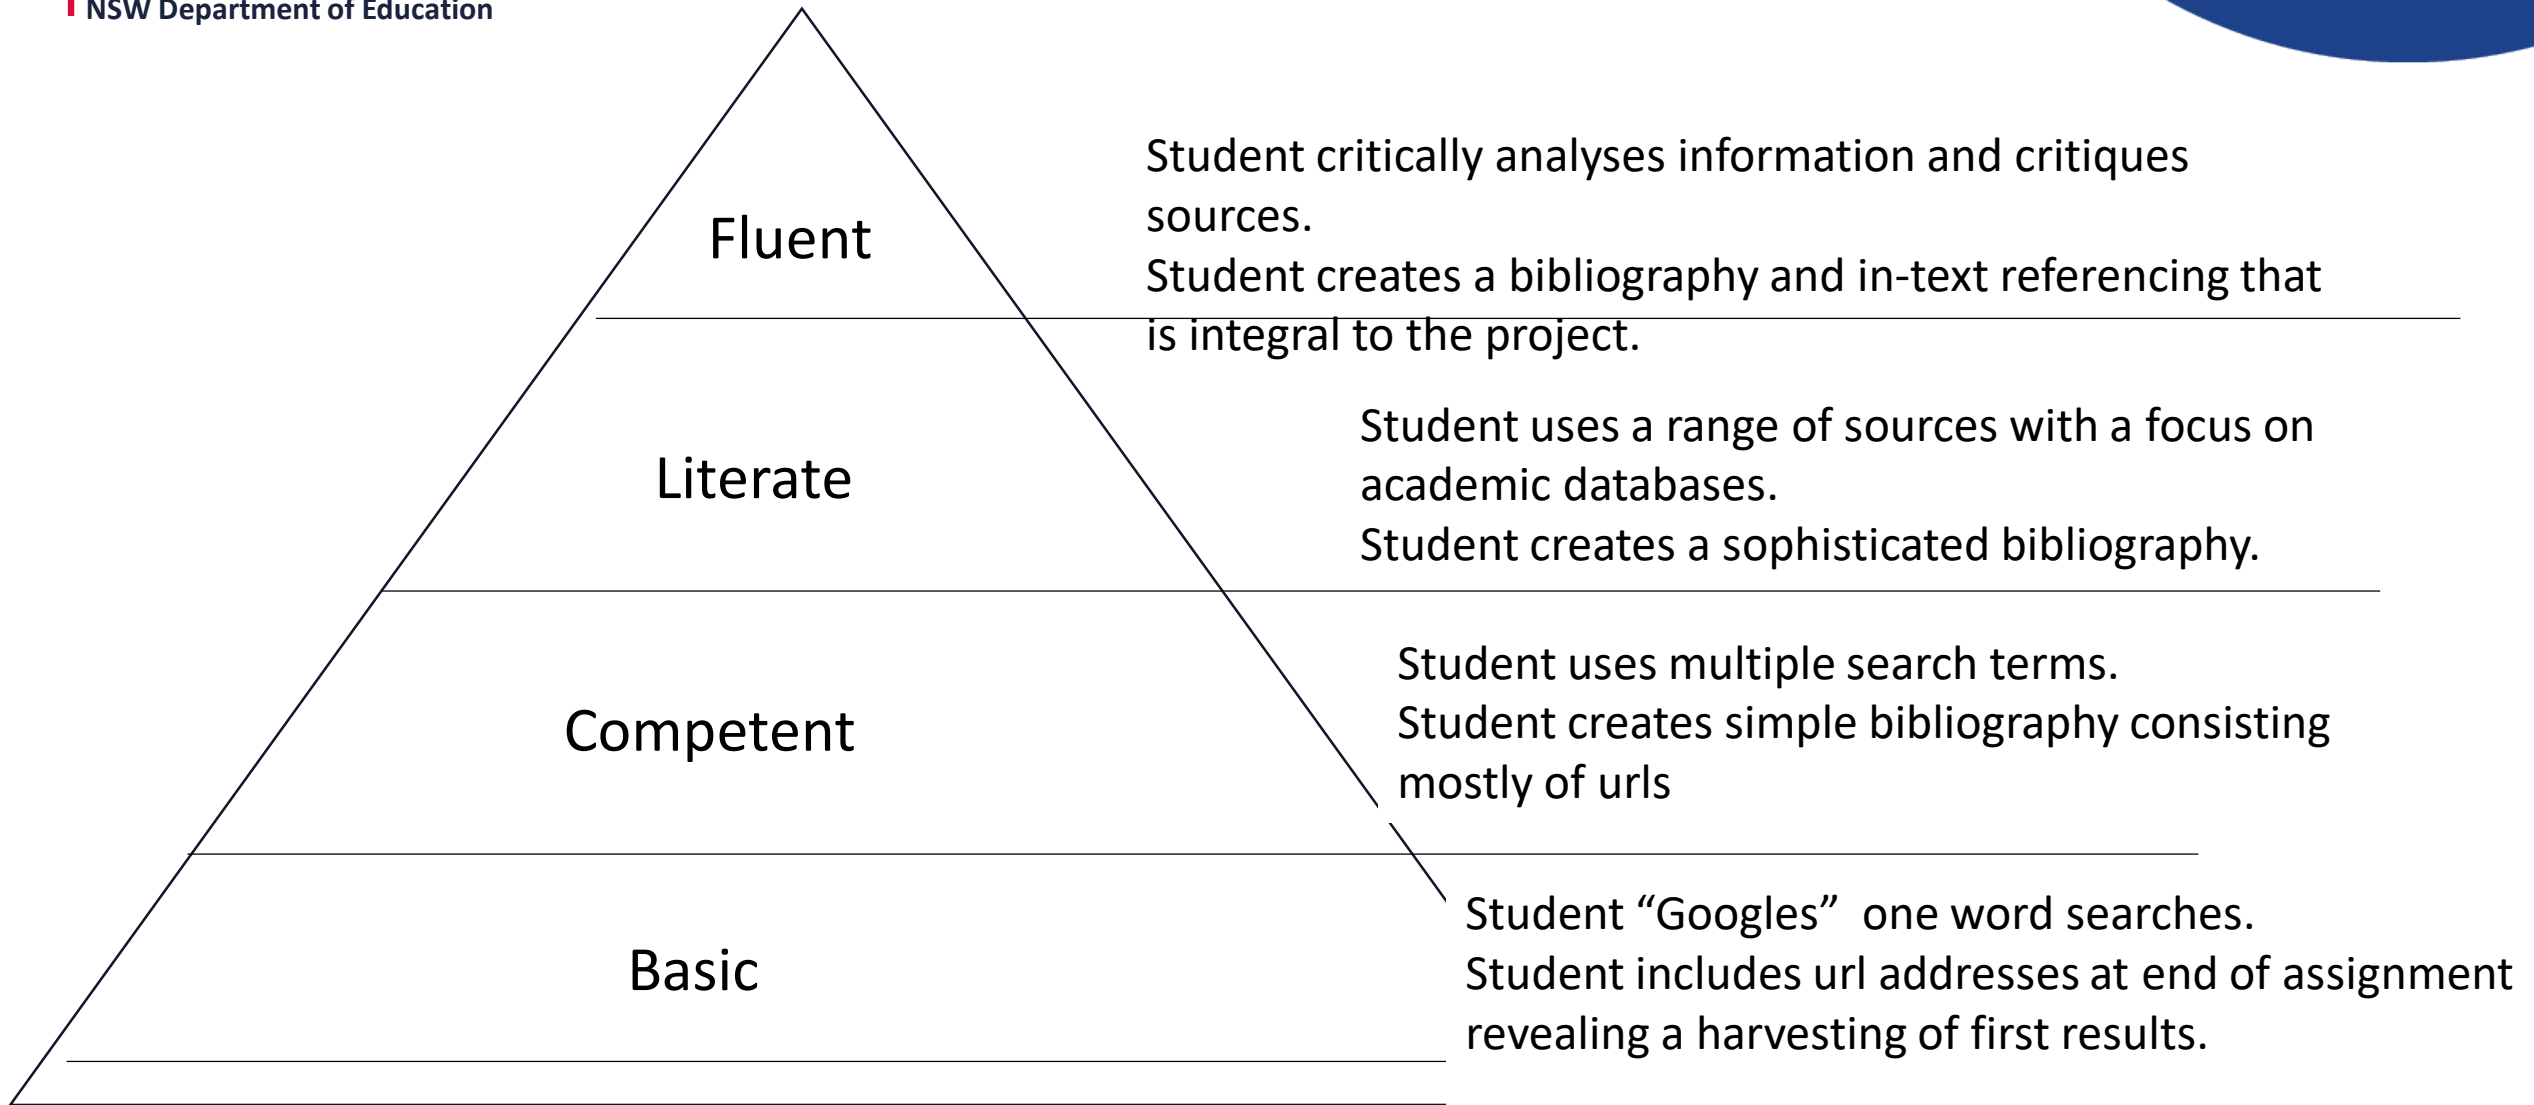 NSW Department of Education
Fluent
Student critically analyses information and critiques
sources.
Student creates a bibliography and in-text referencing that
is integral to the project.
Literate
Student uses a range of sources with a focus on
academic databases.
Student creates a sophisticated bibliography.
Competent
Student uses multiple search terms.
Student creates simple bibliography consisting
mostly of urls
Basic
Student “Googles”  one word searches.
Student includes url addresses at end of assignment
revealing a harvesting of first results.